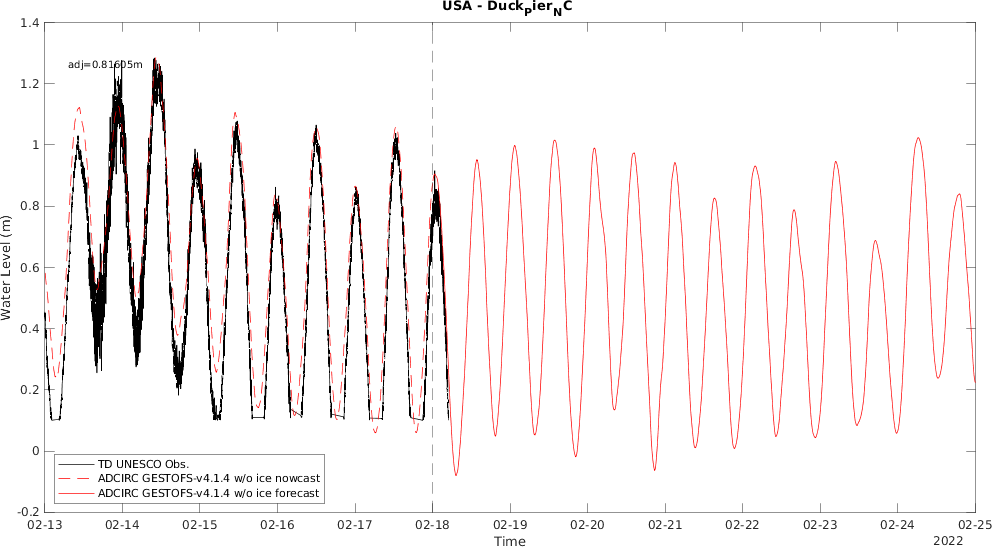 USA - Duck_Pier_NC
adj=0.81605m
Water Level (m)
1.4
1.2
1
0.8
0.6
0.4
0.2
0
-0.2
TD UNESCO Obs.
ADCIRC GESTOFS-v4.1.4 w/o ice nowcast
ADCIRC GESTOFS-v4.1.4 w/o ice forecast
02-13 02-14 02-15 02-16 02-17 02-18 02-19 02-20 02-21 02-22 02-23 02-24 02-25
Time
2022